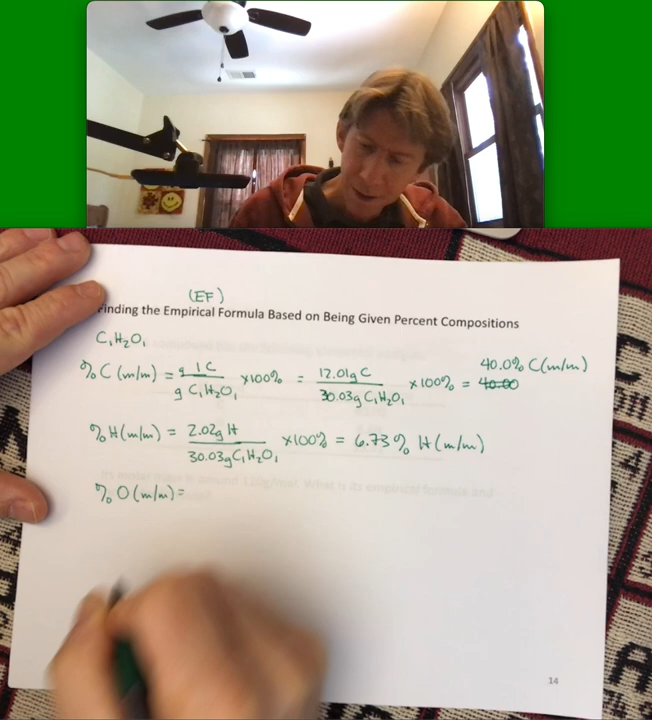 (EF)
Finding the Empirical Formula Based on Being Given Percent Compositions
C₁H₂O₁
%C (m/m) = g 1C / g C₁H₂O₁ ×100% = 12.01g C / 30.03g C₁H₂O₁ ×100% = 40.00 40.0% C(m/m)
%H(m/m) = 2.02g H / 30.03g C₁H₂O₁ ×100% = 6.73% H(m/m)
% O(m/m)=
14